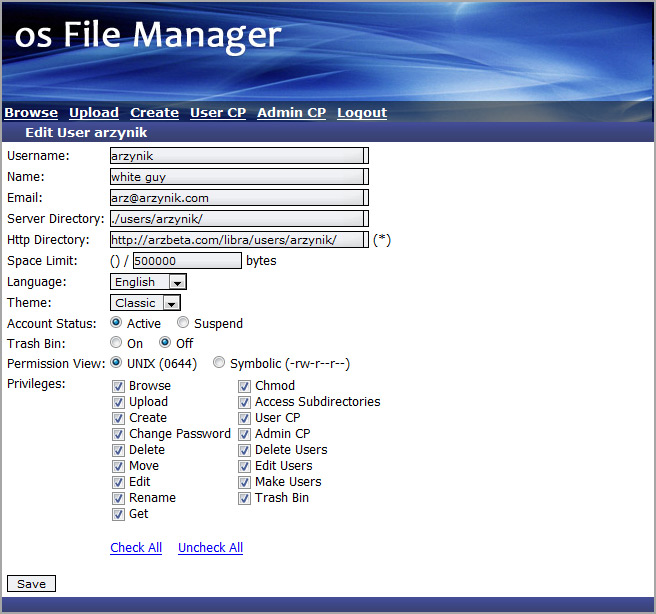 os File Manager
Browse Upload Create User CP Admin CP Logout
Edit User arzynik
Username: arzynik
Name: white guy
Email: arz@arzynik.com
Server Directory: ./users/arzynik/
Http Directory: http://arzbeta.com/libra/users/arzynik/ (*)
Space Limit: () / 500000 bytes
Language: English
Theme: Classic
Account Status: Active Suspend
Trash Bin: On Off
Permission View: UNIX (0644) Symbolic (-rw-r--r--)
Privileges:
Browse Chmod
Upload Access Subdirectories
Create User CP
Change Password Admin CP
Delete Delete Users
Move Edit Users
Edit Make Users
Rename Trash Bin
Get
Check All Uncheck All
Save